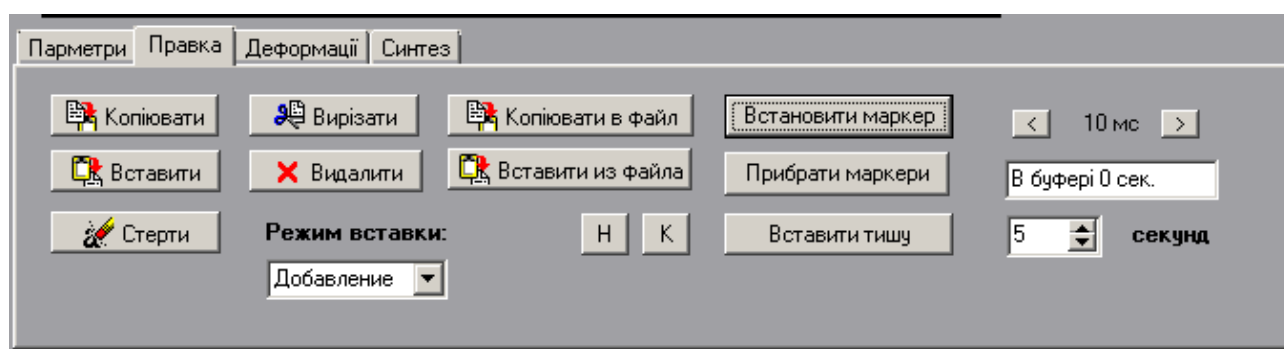 Парметри Правка Деформації Синтез
Копіювати Вирізати Копіювати в файл Встановити маркер < 10 мс >
Вставити Видалити Вставити из файла Прибрати маркери В буфері 0 сек.
Стерти Режим вставки: Н К Вставити тишу 5 секунд
Добавление